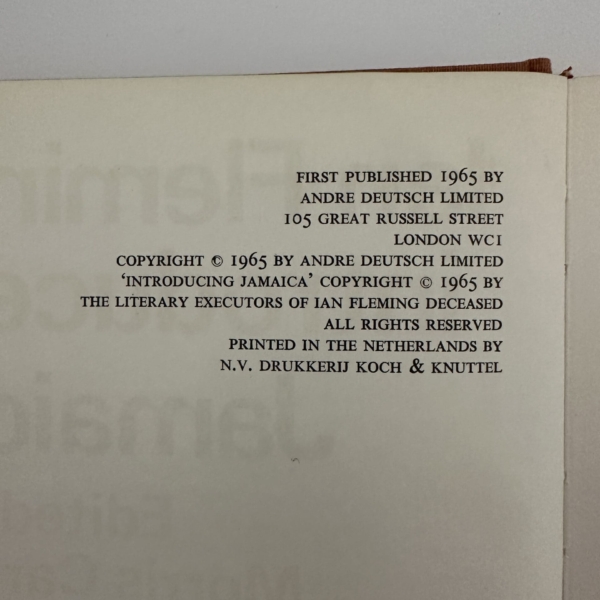 FIRST PUBLISHED 1965 BY
ANDRE DEUTSCH LIMITED
105 GREAT RUSSELL STREET
LONDON WC1
COPYRIGHT © 1965 BY ANDRE DEUTSCH LIMITED
'INTRODUCING JAMAICA' COPYRIGHT © 1965 BY
THE LITERARY EXECUTORS OF IAN FLEMING DECEASED
ALL RIGHTS RESERVED
PRINTED IN THE NETHERLANDS BY
N.V. DRUKKERIJ KOCH & KNUTTEL